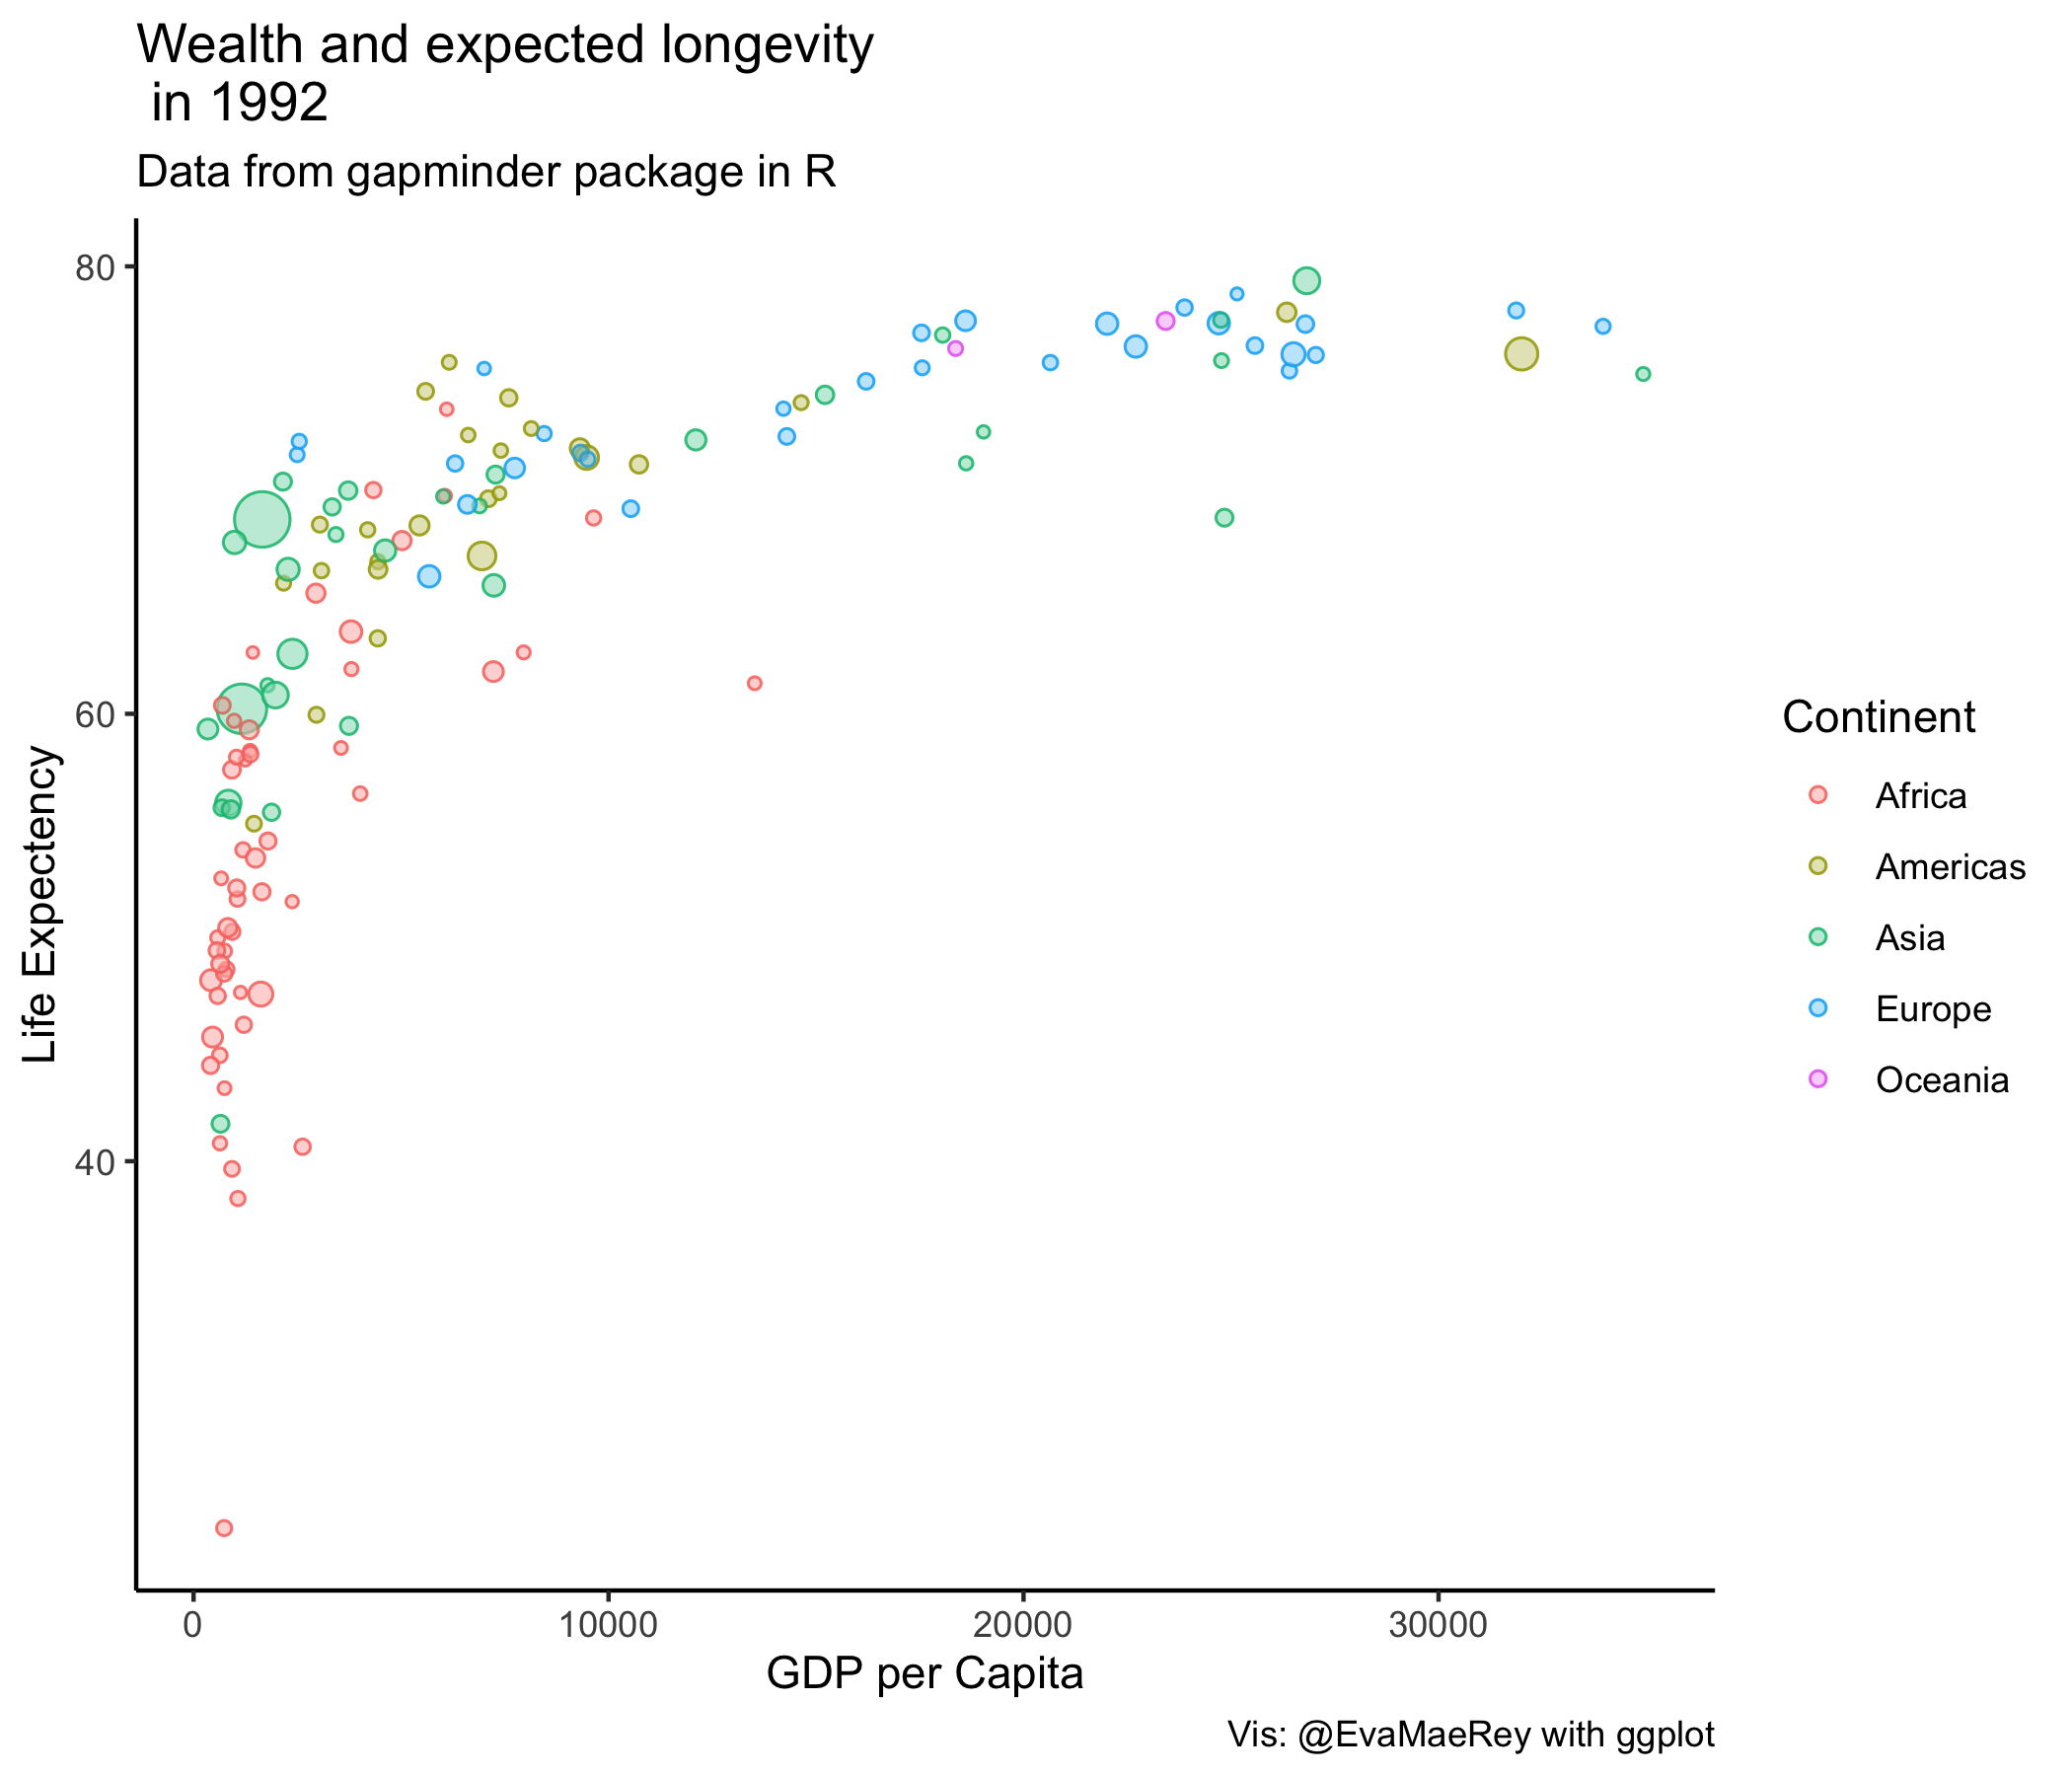 Wealth and expected longevity
in 1992
Data from gapminder package in R
80
60
40
Life Expectency
0
10000
20000
30000
GDP per Capita
Continent
Africa
Americas
Asia
Europe
Oceania
Vis: @EvaMaeRey with ggplot